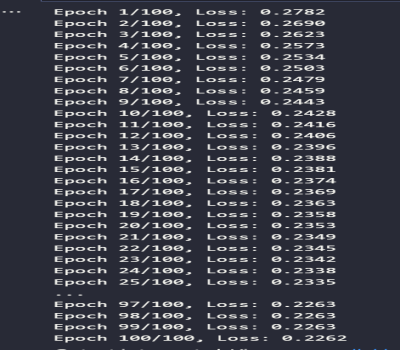 ...
Epoch 1/100, Loss: 0.2782
Epoch 2/100, Loss: 0.2690
Epoch 3/100, Loss: 0.2623
Epoch 4/100, Loss: 0.2573
Epoch 5/100, Loss: 0.2534
Epoch 6/100, Loss: 0.2503
Epoch 7/100, Loss: 0.2479
Epoch 8/100, Loss: 0.2459
Epoch 9/100, Loss: 0.2443
Epoch 10/100, Loss: 0.2428
Epoch 11/100, Loss: 0.2416
Epoch 12/100, Loss: 0.2406
Epoch 13/100, Loss: 0.2396
Epoch 14/100, Loss: 0.2388
Epoch 15/100, Loss: 0.2381
Epoch 16/100, Loss: 0.2374
Epoch 17/100, Loss: 0.2369
Epoch 18/100, Loss: 0.2363
Epoch 19/100, Loss: 0.2358
Epoch 20/100, Loss: 0.2353
Epoch 21/100, Loss: 0.2349
Epoch 22/100, Loss: 0.2345
Epoch 23/100, Loss: 0.2342
Epoch 24/100, Loss: 0.2338
Epoch 25/100, Loss: 0.2335
...
Epoch 97/100, Loss: 0.2263
Epoch 98/100, Loss: 0.2263
Epoch 99/100, Loss: 0.2263
Epoch 100/100, Loss: 0.2262